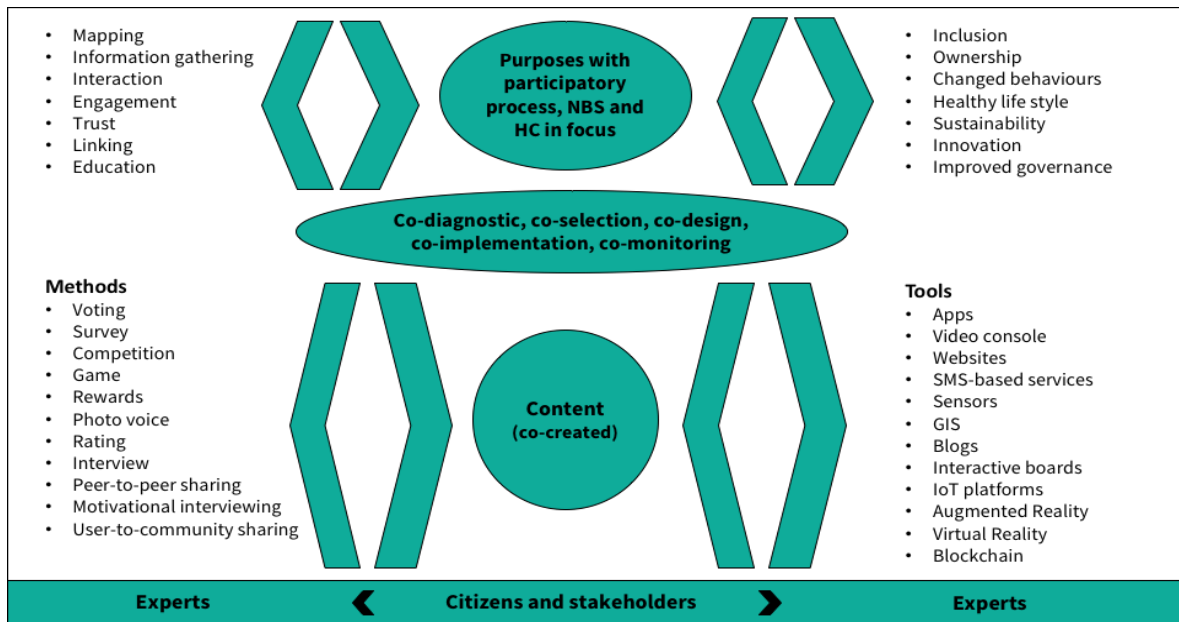 • Mapping
• Information gathering
• Interaction
• Engagement
• Trust
• Linking
• Education
Purposes with
participatory
process, NBS and
HC in focus
• Inclusion
• Ownership
• Changed behaviours
• Healthy life style
• Sustainability
• Innovation
• Improved governance
Co-diagnostic, co-selection, co-design,
co-implementation, co-monitoring
Methods
• Voting
• Survey
• Competition
• Game
• Rewards
• Photo voice
• Rating
• Interview
• Peer-to-peer sharing
• Motivational interviewing
• User-to-community sharing
Content
(co-created)
Tools
• Apps
• Video console
• Websites
• SMS-based services
• Sensors
• GIS
• Blogs
• Interactive boards
• IoT platforms
• Augmented Reality
• Virtual Reality
• Blockchain
Experts
Citizens and stakeholders
Experts